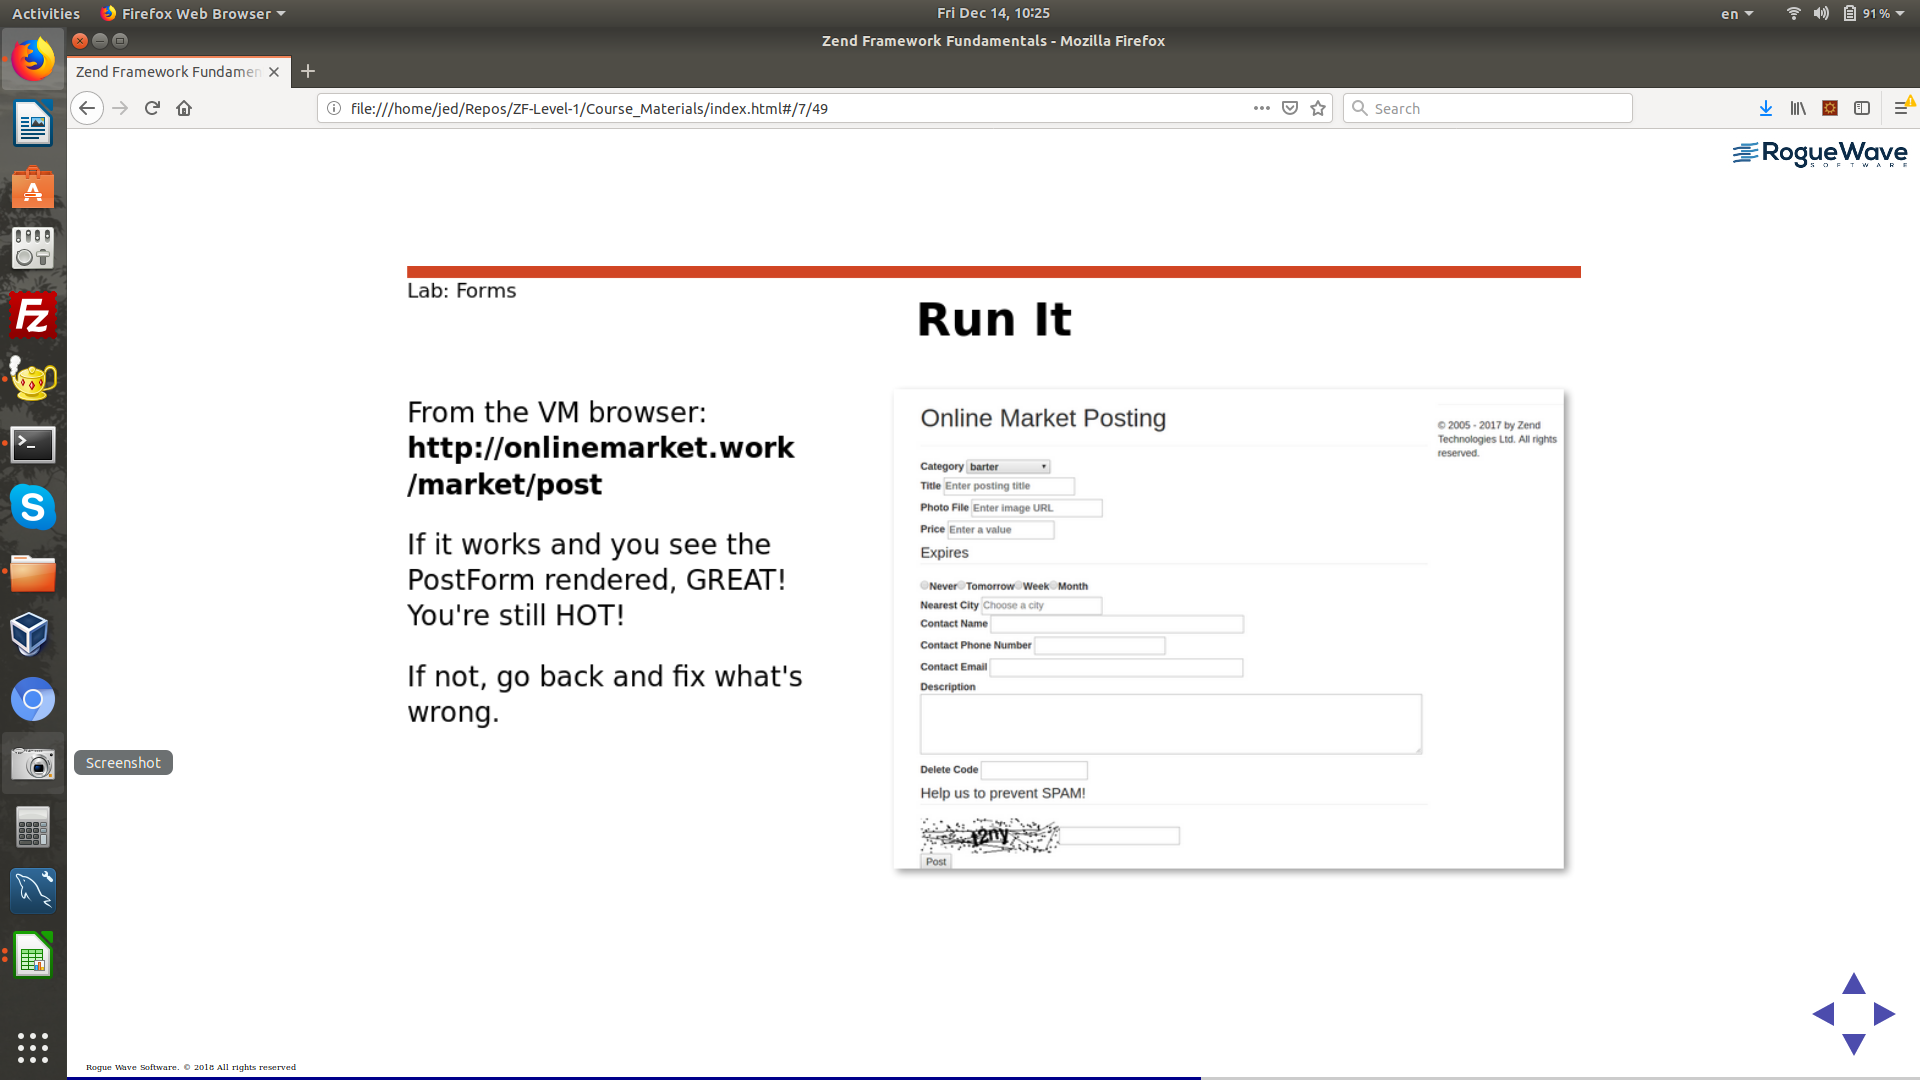 Activities
Firefox Web Browser
Fri Dec 14, 10:25
en
91 %
Zend Framework Fundamentals - Mozilla Firefox
Zend Framework Fundamen
file:///home/jed/Repos/ZF-Level-1/Course_Materials/index.html#/7/49
Search
RogueWave
SOFTWARE
Lab: Forms
Run It
From the VM browser:
http://onlinemarket.work
/market/post
If it works and you see the
PostForm rendered, GREAT!
You're still HOT!
If not, go back and fix what's
wrong.
Online Market Posting
Category barter
Title Enter posting title
Photo File Enter image URL
Price Enter a value
Expires
Never Tomorrow Week Month
Nearest City Choose a city
Contact Name
Contact Phone Number
Contact Email
Description
Delete Code
Help us to prevent SPAM!
Post
© 2005 - 2017 by Zend
Technologies Ltd. All rights
reserved.
Screenshot
Rogue Wave Software. © 2018 All rights reserved